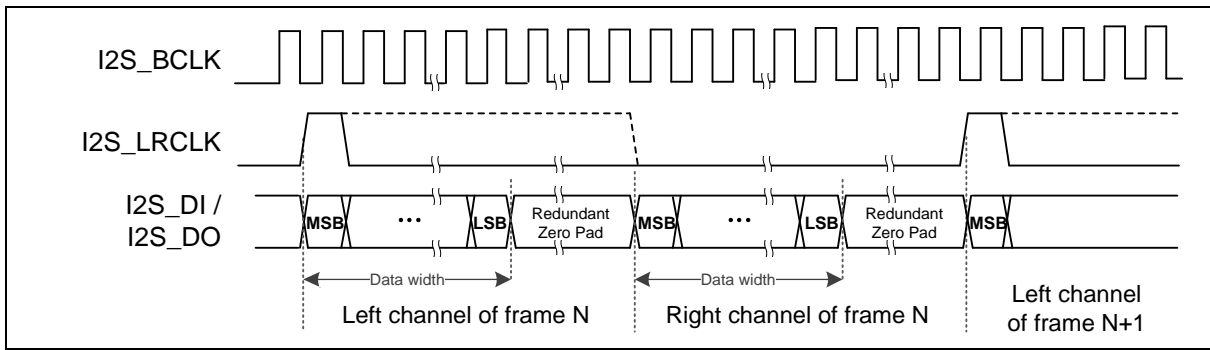 I2S_BCLK
I2S_LRCLK
I2S_DI /
I2S_DO
MSB
•••
LSB
Redundant
Zero Pad
MSB
•••
LSB
Redundant
Zero Pad
MSB
Data width
Data width
Left channel of frame N
Right channel of frame N
Left channel
of frame N+1